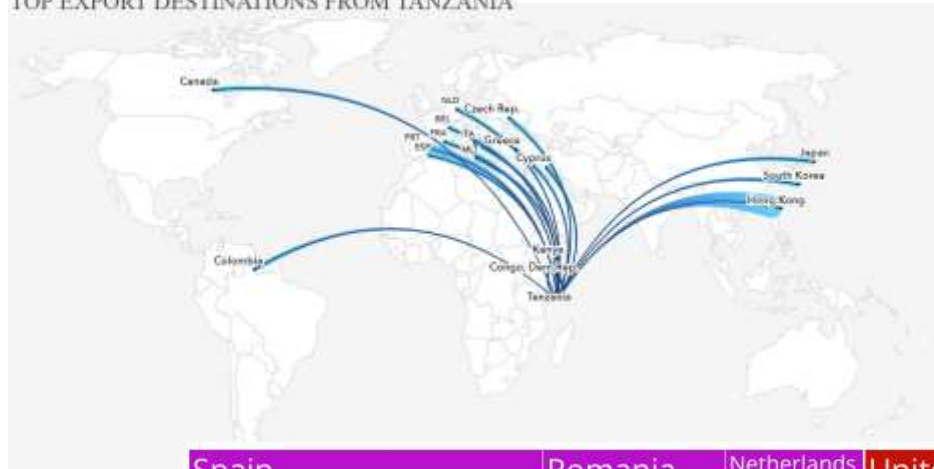 TOP EXPORT DESTINATIONS FROM TANZANIA
Canada
NLD
Czech Rep.
BEL
PRT
FRA
ITA
Greece
ESP
Cyprus
Japan
South Korea
Hong Kong
Kenya
Colombia
Congo, Dem. Rep.
Tanzania
Spain
Romania
Netherlands